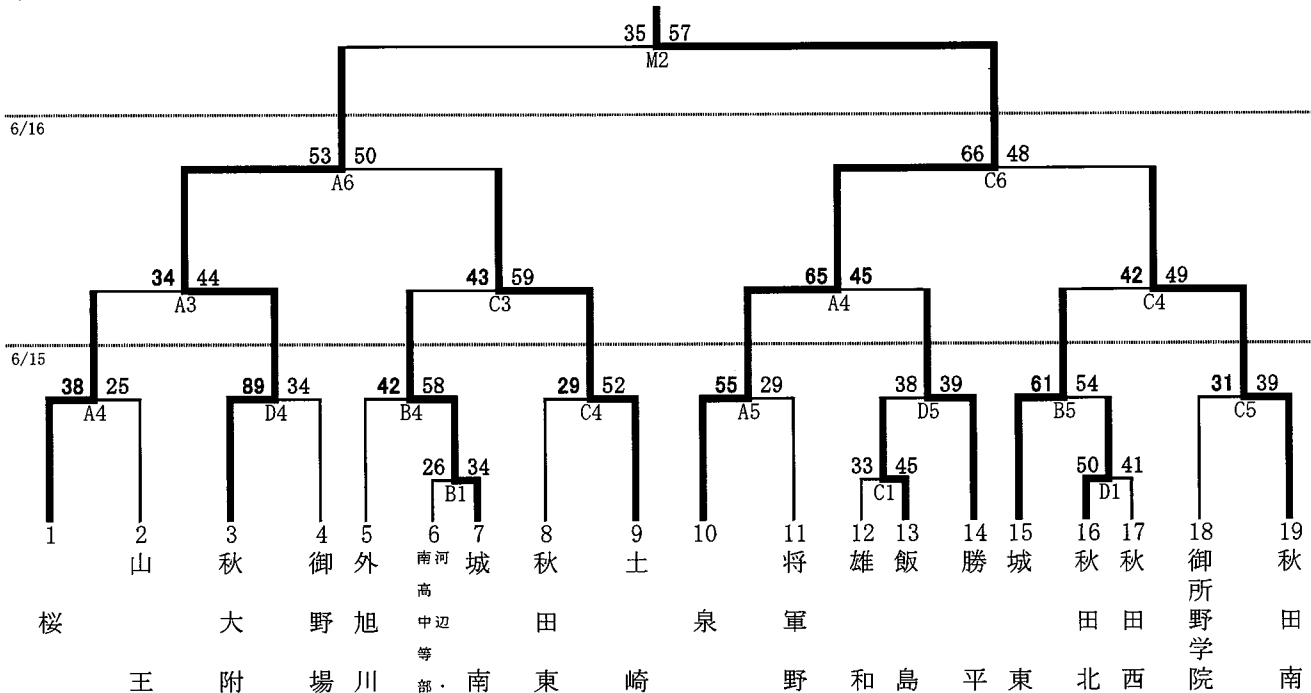 35 57
M2
6/16
53 50 66 48
A6 C6
34 44 43 59 65 45 42 49
A3 C3 A4 C4
6/15
38 25 89 34 42 58 29 52 55 29 38 39 61 54 31 39
A4 D4 B4 C4 A5 D5 B5 C5
26 34 33 45 50 41
B1 C1 D1
1 2 3 4 5 6 7 8 9 10 11 12 13 14 15 16 17 18 19
桜
山王
秋大附
御野場
外旭川
河辺・
南高中等部
城南
秋田東
土崎
泉
将軍野
雄和
飯島
勝平
城東
秋田北
秋田西
御所野学院
秋田南